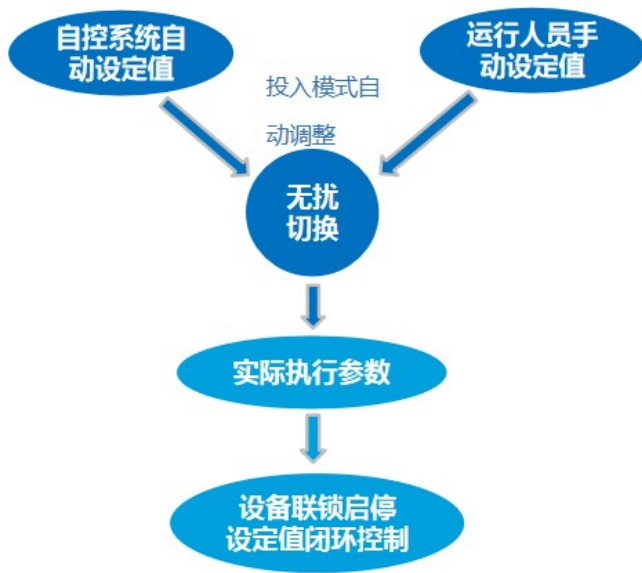 自控系统自
动设定值
运行人员手
动设定值
投入模式自
动调整
无扰
切换
实际执行参数
设备联锁启停
设定值闭环控制